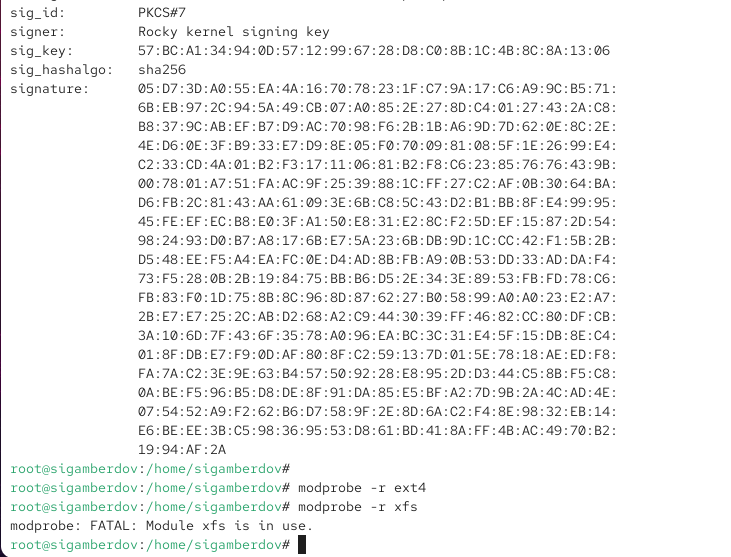 sig_id: PKCS#7
signer: Rocky kernel signing key
sig_key: 57:BC:A1:34:94:0D:57:12:99:67:28:D8:C0:8B:1C:4B:8C:8A:13:06
sig_hashalgo: sha256
signature: 05:D7:3D:A0:55:EA:4A:16:70:78:23:1F:C7:9A:17:C6:A9:9C:B5:71:
6B:EB:97:2C:94:5A:49:CB:07:A0:85:2E:27:8D:C4:01:27:43:2A:C8:
B8:37:9C:AB:EF:B7:D9:AC:70:98:F6:2B:1B:A6:9D:7D:62:0E:8C:2E:
4E:D6:0E:3F:B9:33:E7:D9:8E:05:F0:70:09:81:08:5F:1E:26:99:E4:
C2:33:CD:4A:01:B2:F3:17:11:06:81:B2:F8:C6:23:85:76:76:43:9B:
00:78:01:A7:51:FA:AC:9F:25:39:88:1C:FF:27:C2:AF:0B:30:64:BA:
D6:FB:2C:81:43:AA:61:09:3E:6B:C8:5C:43:D2:B1:BB:8F:E4:99:95:
45:FE:EF:EC:B8:E0:3F:A1:50:E8:31:E2:8C:F2:5D:EF:15:87:2D:54:
98:24:93:D0:B7:A8:17:6B:E7:5A:23:6B:DB:9D:1C:CC:42:F1:5B:2B:
D5:48:EE:F5:A4:EA:FC:0E:D4:AD:8B:FB:A9:0B:53:DD:33:AD:DA:F4:
73:F5:28:0B:2B:19:84:75:BB:B6:D5:2E:34:3E:89:53:FB:FD:78:C6:
FB:83:F0:1D:75:8B:8C:96:8D:87:62:27:B0:58:99:A0:A0:23:E2:A7:
2B:E7:E7:25:2C:AB:D2:68:A2:C9:44:30:39:FF:46:82:CC:80:DF:CB:
3A:10:6D:7F:43:6F:35:78:A0:96:EA:BC:3C:31:E4:5F:15:DB:8E:C4:
01:8F:DB:E7:F9:0D:AF:80:8F:C2:59:13:7D:01:5E:78:18:AE:ED:F8:
FA:7A:C2:3E:9E:63:B4:57:50:92:28:E8:95:2D:D3:44:C5:8B:F5:C8:
0A:BE:F5:96:B5:D8:DE:8F:91:DA:85:E5:BF:A2:7D:9B:2A:4C:AD:4E:
07:54:52:A9:F2:62:B6:D7:58:9F:2E:8D:6A:C2:F4:8E:98:32:EB:14:
E6:BE:EE:3B:C5:98:36:95:53:D8:61:BD:41:8A:FF:4B:AC:49:70:B2:
19:94:AF:2A
root@sigamberdov:/home/sigamberdov#
root@sigamberdov:/home/sigamberdov# modprobe -r ext4
root@sigamberdov:/home/sigamberdov# modprobe -r xfs
modprobe: FATAL: Module xfs is in use.
root@sigamberdov:/home/sigamberdov#